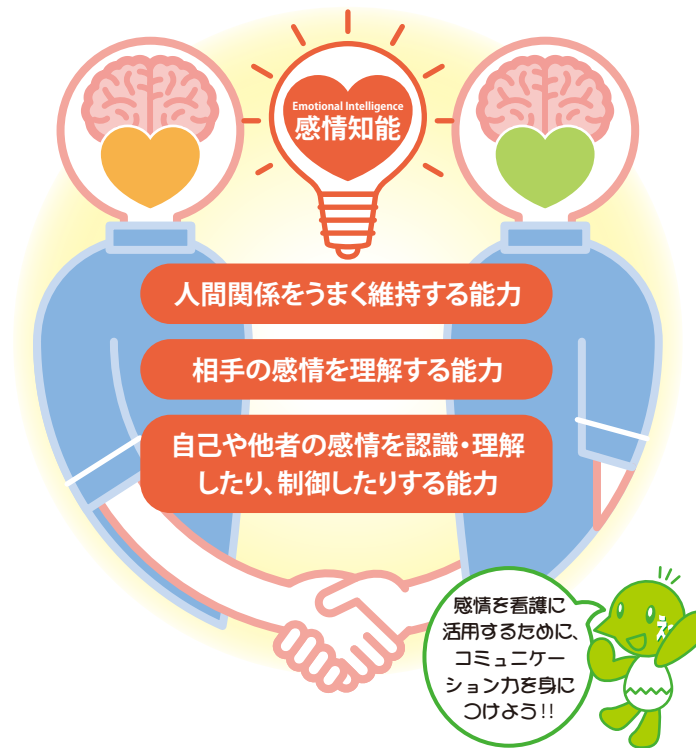 Emotional Intelligence
感情知能
人間関係をうまく維持する能力
相手の感情を理解する能力
自己や他者の感情を認識・理解
したり、制御したりする能力
感情を看護に
活用するために、
コミュニケー
ション力を身に
つけよう!!